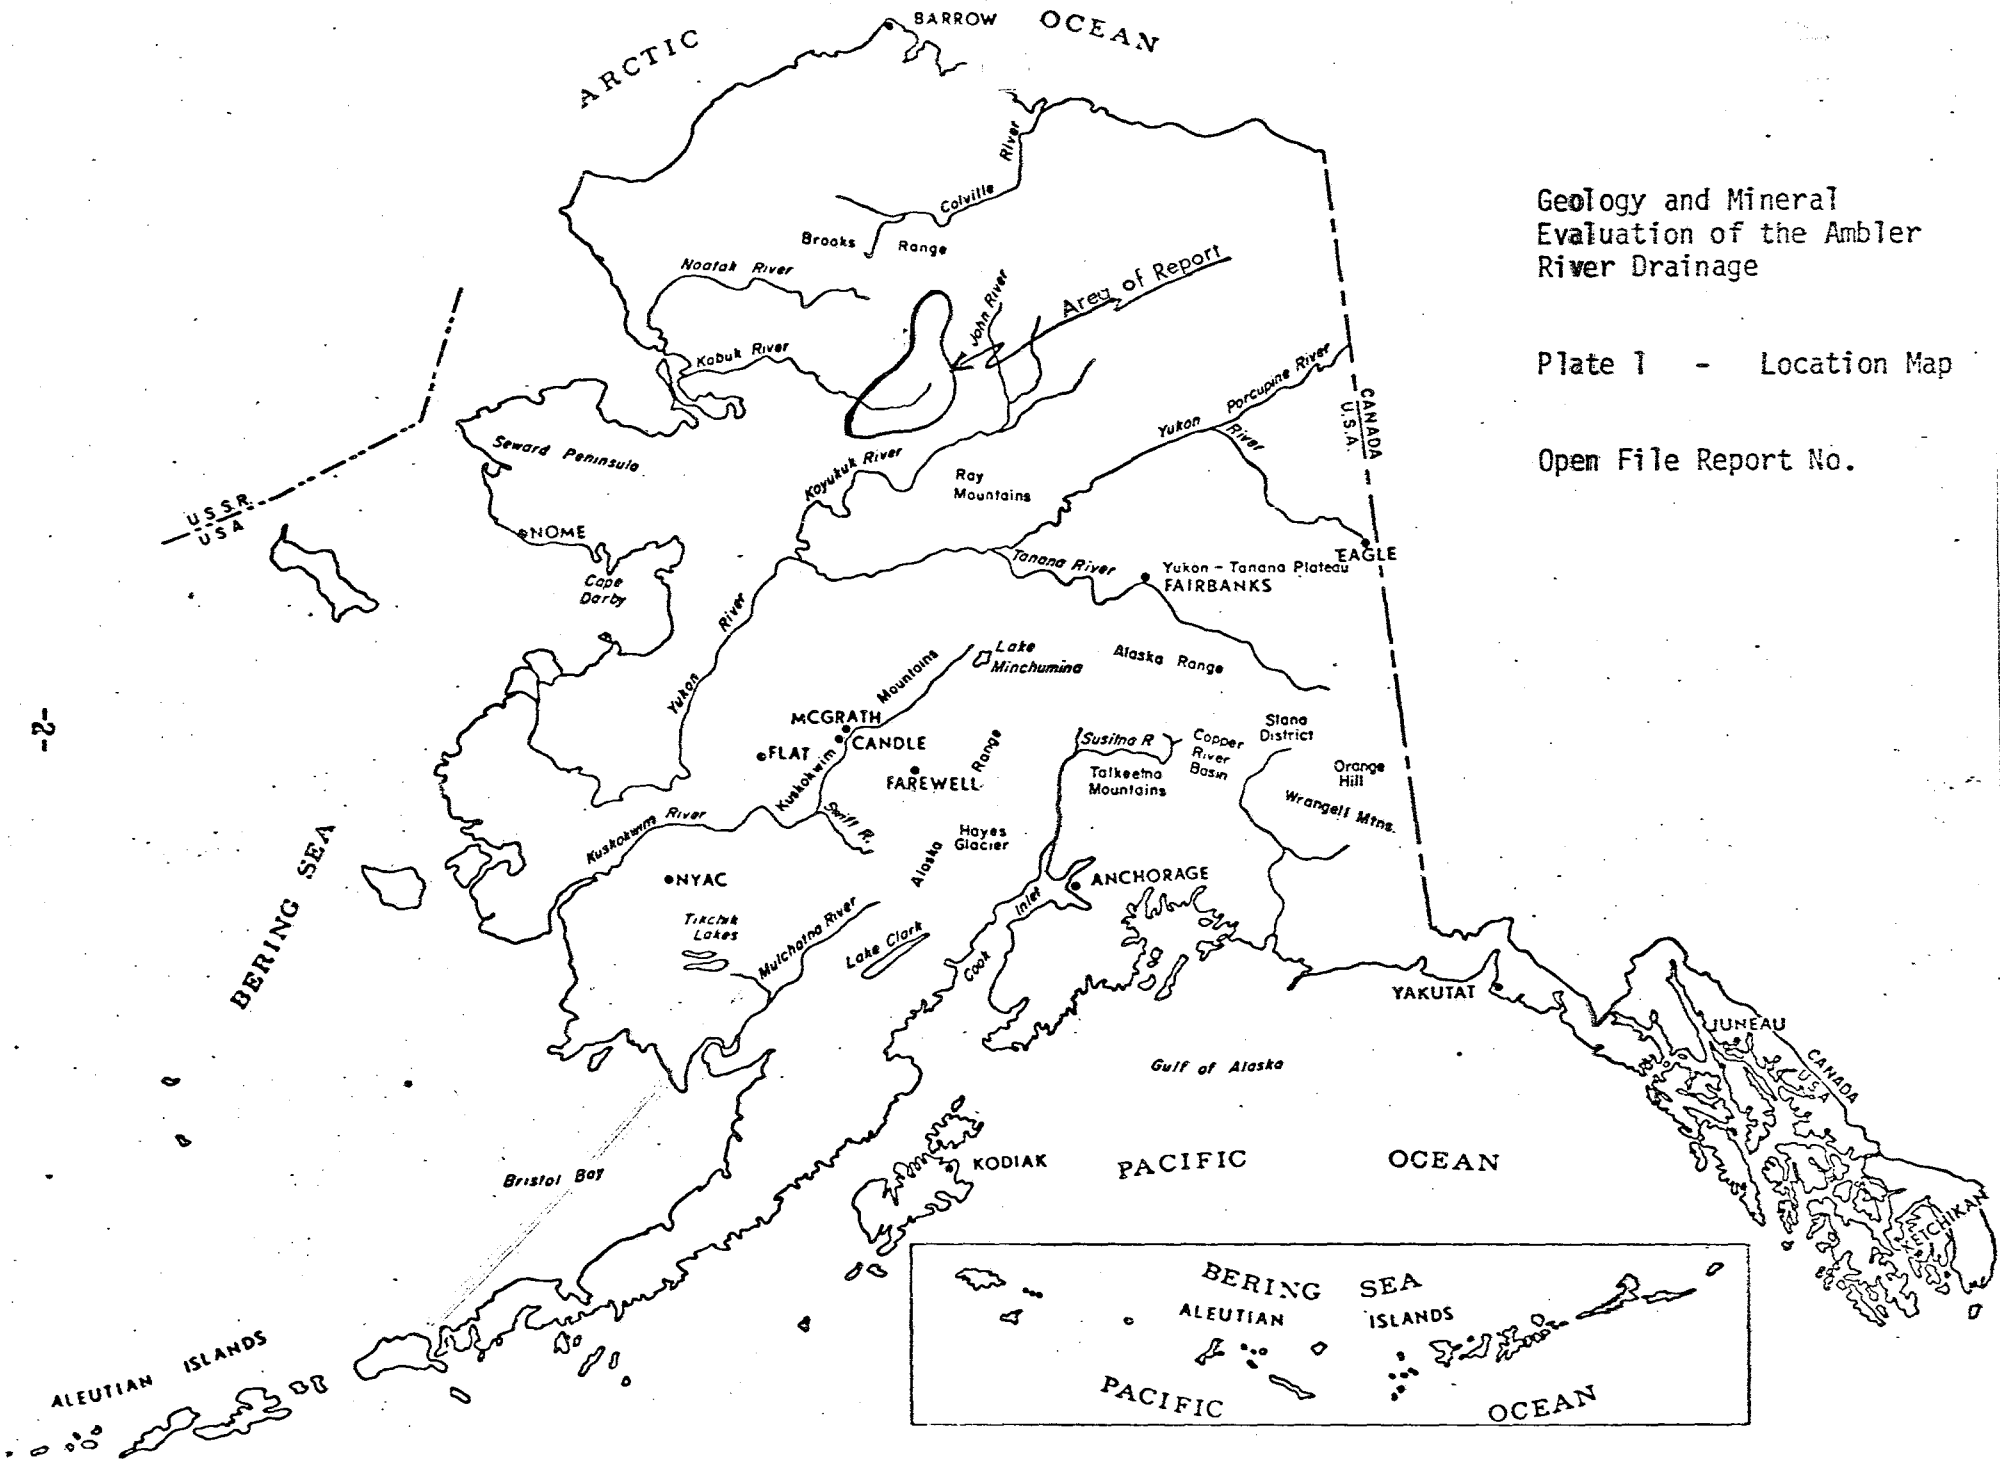 ARCTIC OCEAN
BARROW
Colville River
Brooks Range
Noatak River
Kobuk River
John River
Area of Report
Geology and Mineral
Evaluation of the Ambler
River Drainage
Plate 1 - Location Map
Open File Report No.
Porcupine River
Yukon River
CANADA
U.S.A.
Seward Peninsula
Koyukuk River
Ray
Mountains
U.S.S.R.
USA
NOME
Cape
Darby
Tanana River
EAGLE
Yukon - Tanana Plateau
FAIRBANKS
Yukon River
Lake
Minchumina
Alaska Range
Kuskokwim Mountains
MCGRATH
CANDLE
FLAT
FAREWELL
Alaska Range
Susitna R
Copper
River
Basin
Slana
District
Talkeetna
Mountains
Orange
Hill
Wrangell Mtns.
-2-
Kuskokwim River
Swift R.
Hayes
Glacier
BERING SEA
NYAC
ANCHORAGE
Cook Inlet
Tikchik
Lakes
Mulchatna River
Lake Clark
YAKUTAT
JUNEAU
CANADA
USA
Gulf of Alaska
Bristol Bay
KODIAK
PACIFIC OCEAN
KETCHIKAN
BERING SEA
ALEUTIAN ISLANDS
PACIFIC OCEAN
ALEUTIAN ISLANDS